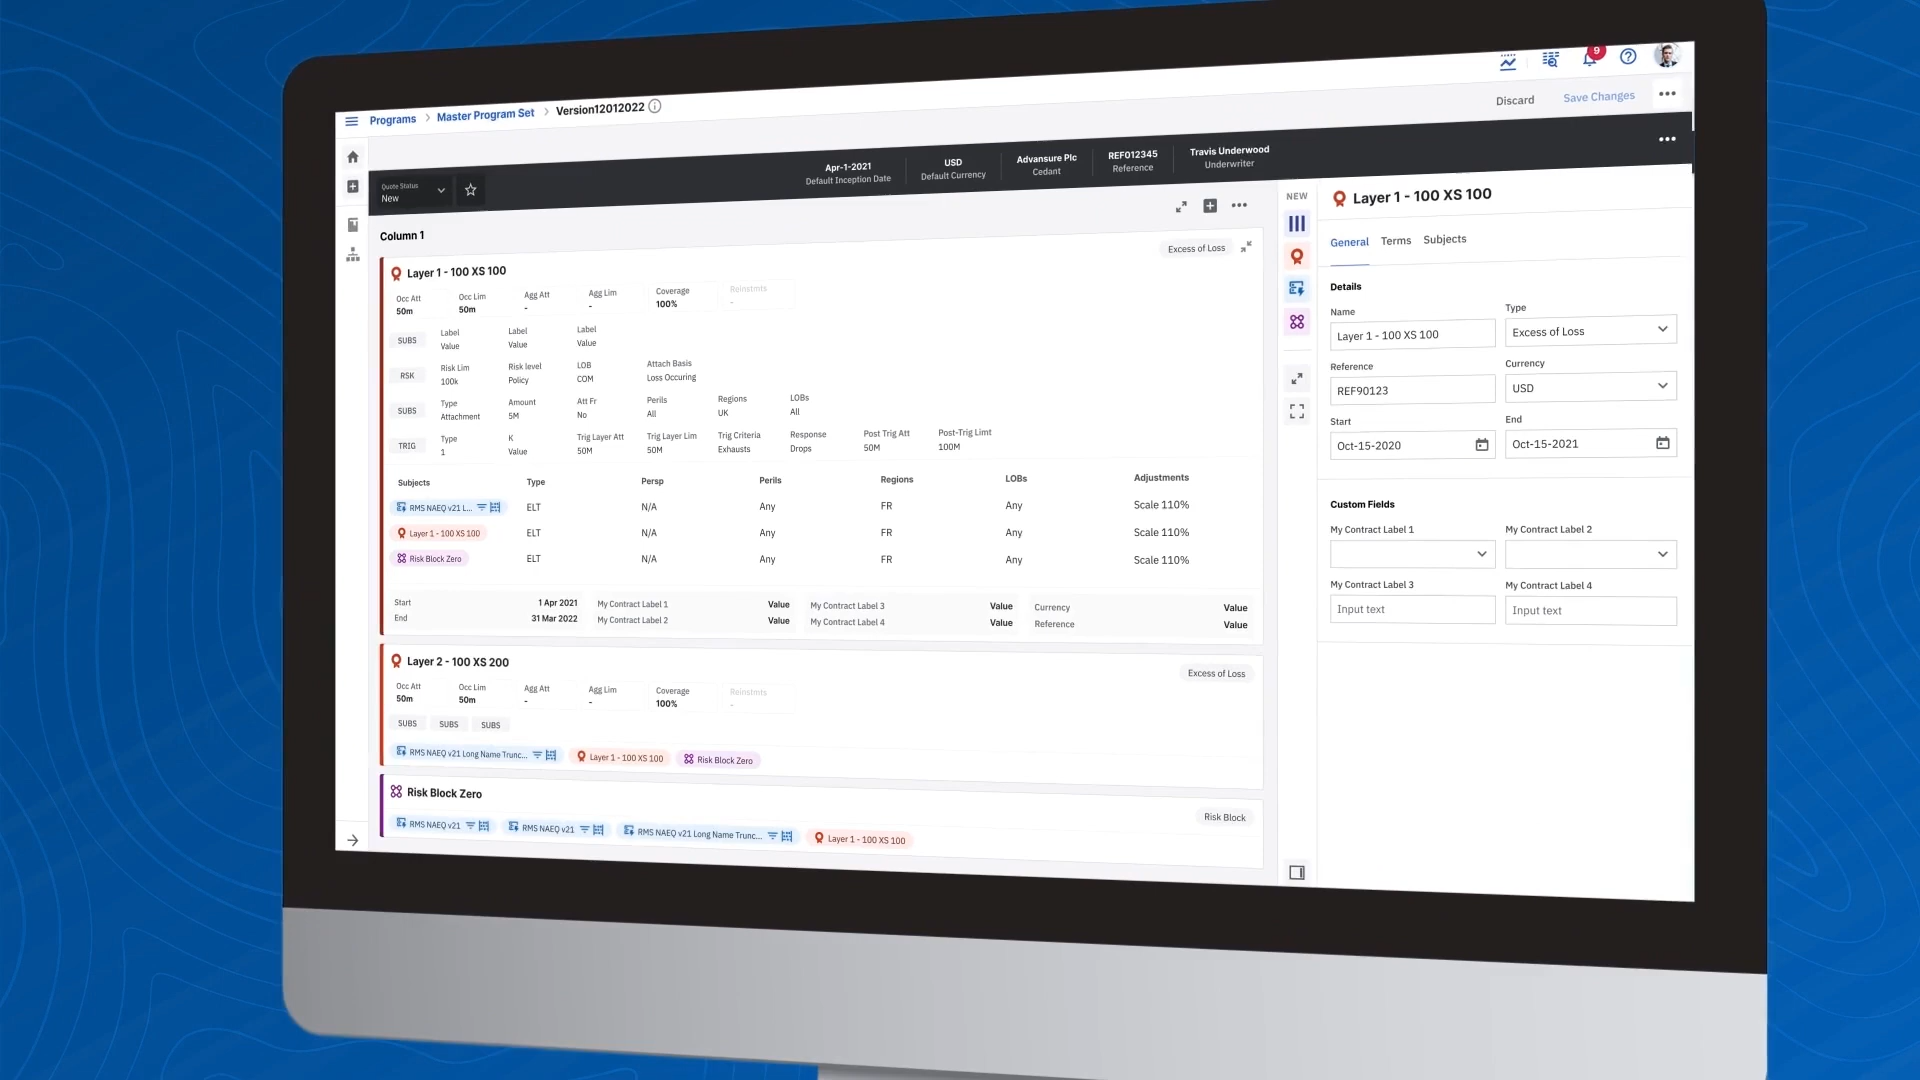 9
Programs > Master Program Set > Version12012022
Discard Save Changes
Quote Status
New
Apr-1-2021
Default Inception Date
USD
Default Currency
Advansure Plc
Cedant
REF012345
Reference
Travis Underwood
Underwriter
Column 1
Layer 1 - 100 XS 100
Excess of Loss
Occ Att Occ Lim Agg Att Agg Lim Coverage Reinstmts
50m 50m - - 100% -
SUBS Label Label Label
Value Value Value
RSK Risk Lim Risk level LOB Attach Basis
100k Policy COM Loss Occuring
SUBS Type Amount Att Fr Perils Regions LOBs
Attachment 5M No All UK All
TRIG Type K Trig Layer Att Trig Layer Lim Trig Criteria Response Post Trig Att Post-Trig Limt
1 Value 50M 50M Exhausts Drops 50M 100M
Subjects Type Persp Perils Regions LOBs Adjustments
RMS NAEQ v21 L... ELT N/A Any FR Any Scale 110%
Layer 1 - 100 XS 100 ELT N/A Any FR Any Scale 110%
Risk Block Zero ELT N/A Any FR Any Scale 110%
Start 1 Apr 2021 My Contract Label 1 Value My Contract Label 3 Value Currency Value
End 31 Mar 2022 My Contract Label 2 Value My Contract Label 4 Value Reference Value
Layer 2 - 100 XS 200
Excess of Loss
Occ Att Occ Lim Agg Att Agg Lim Coverage Reinstmts
50m 50m - - 100% -
SUBS SUBS SUBS
RMS NAEQ v21 Long Name Trunc... Layer 1 - 100 XS 100 Risk Block Zero
Risk Block Zero
Risk Block
RMS NAEQ v21 RMS NAEQ v21 RMS NAEQ v21 Long Name Trunc... Layer 1 - 100 XS 100
NEW
Layer 1 - 100 XS 100
General Terms Subjects
Details
Name Type
Layer 1 - 100 XS 100 Excess of Loss
Reference Currency
REF90123 USD
Start End
Oct-15-2020 Oct-15-2021
Custom Fields
My Contract Label 1 My Contract Label 2
My Contract Label 3 My Contract Label 4
Input text Input text